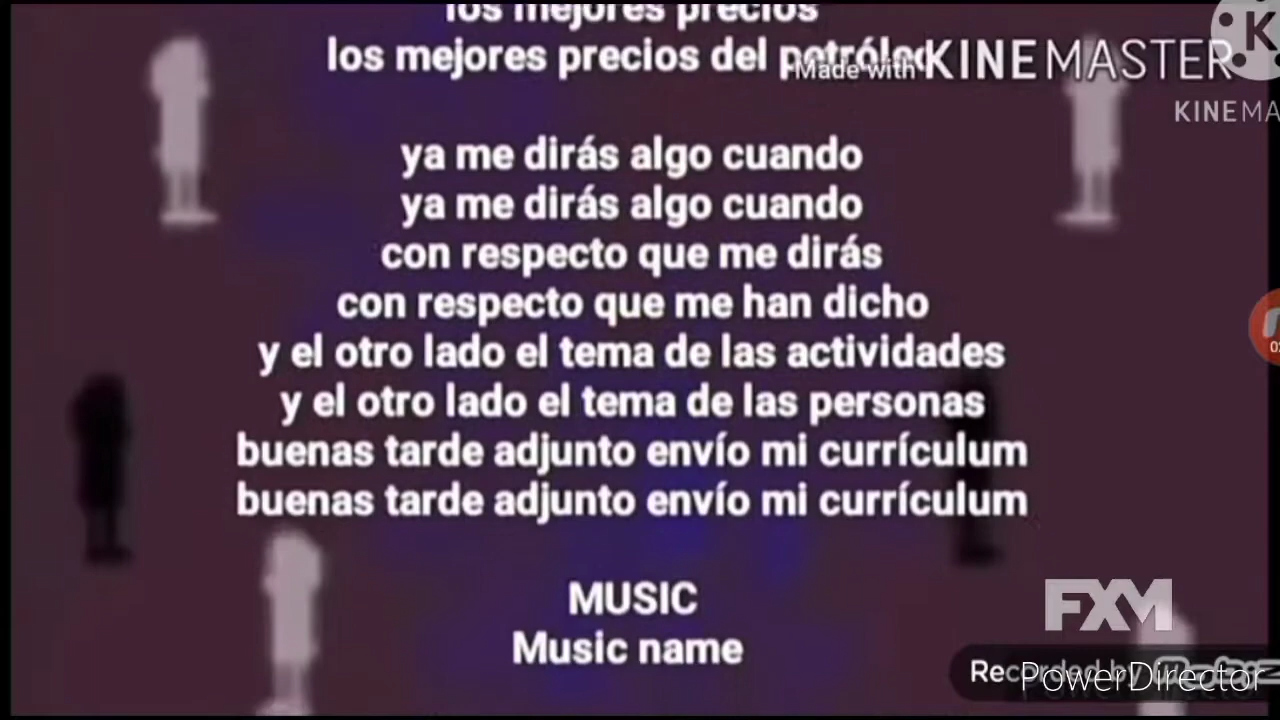 los mejores precios
los mejores precios del petróleo
Made with KINEMASTER
KINEMA
ya me dirás algo cuando
ya me dirás algo cuando
con respecto que me dirás
con respecto que me han dicho
y el otro lado el tema de las actividades
y el otro lado el tema de las personas
buenas tarde adjunto envío mi currículum
buenas tarde adjunto envío mi currículum
MUSIC
Music name
FXM
Recorded by
PowerDirector